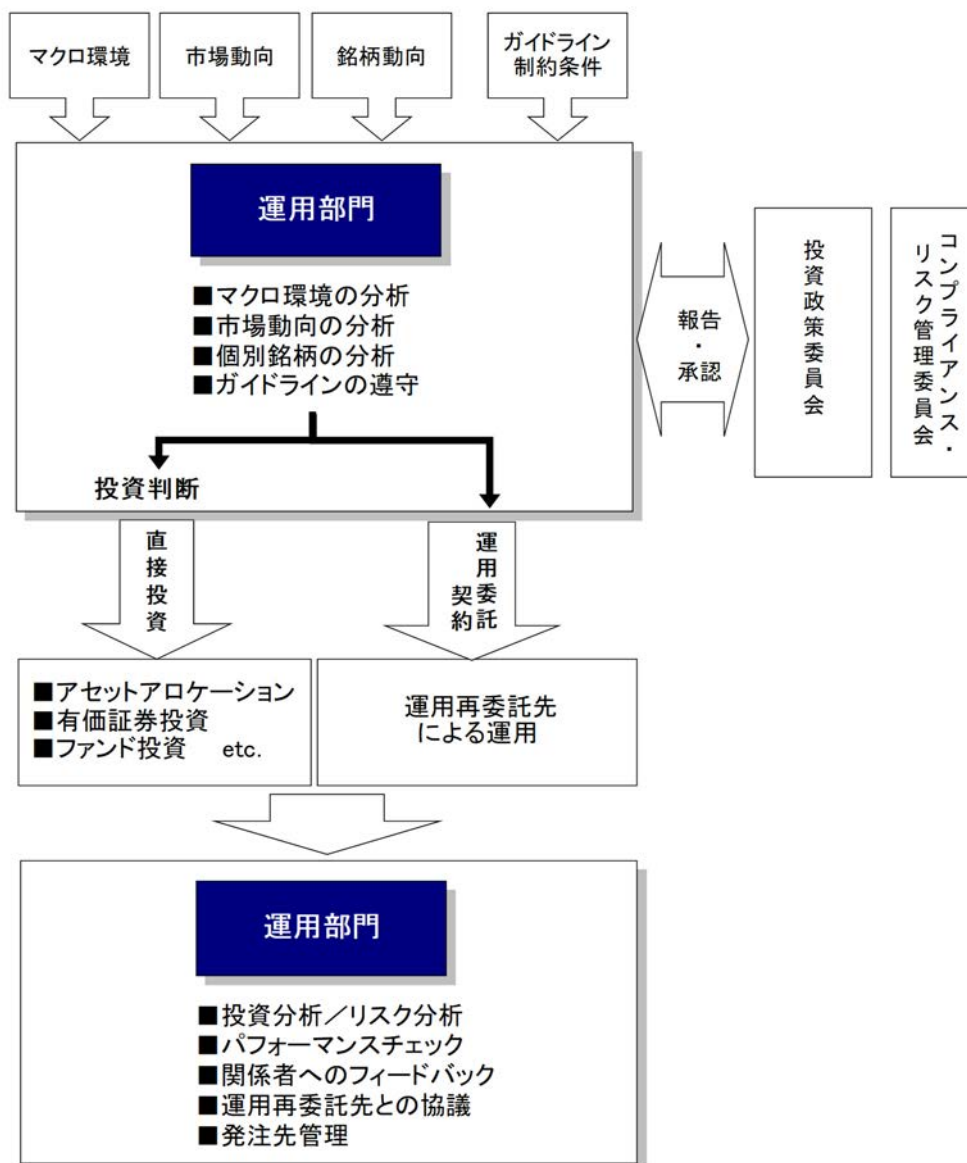 マクロ環境
市場動向
銘柄動向
ガイドライン
制約条件
運用部門
■マクロ環境の分析
■市場動向の分析
■個別銘柄の分析
■ガイドラインの遵守
投資判断
報告
・
承認
投資政策委員会
コンプライアンス・
リスク管理委員会
直接投資
運用委託
契約
■アセットアロケーション
■有価証券投資
■ファンド投資 etc.
運用再委託先
による運用
運用部門
■投資分析/リスク分析
■パフォーマンスチェック
■関係者へのフィードバック
■運用再委託先との協議
■発注先管理